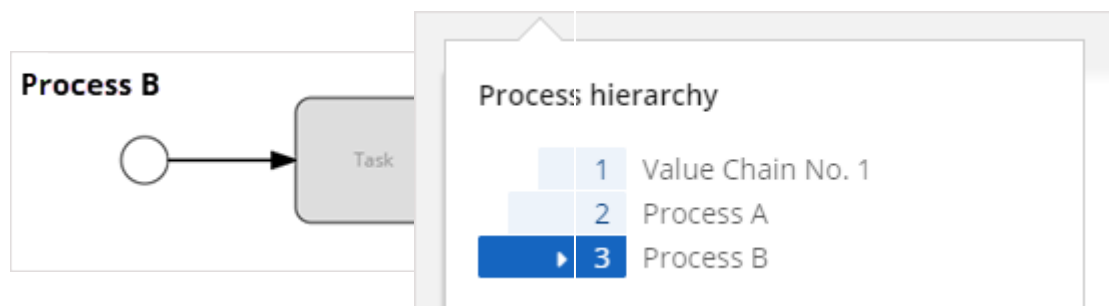 Process B
Task
Process hierarchy
1 Value Chain No. 1
2 Process A
3 Process B